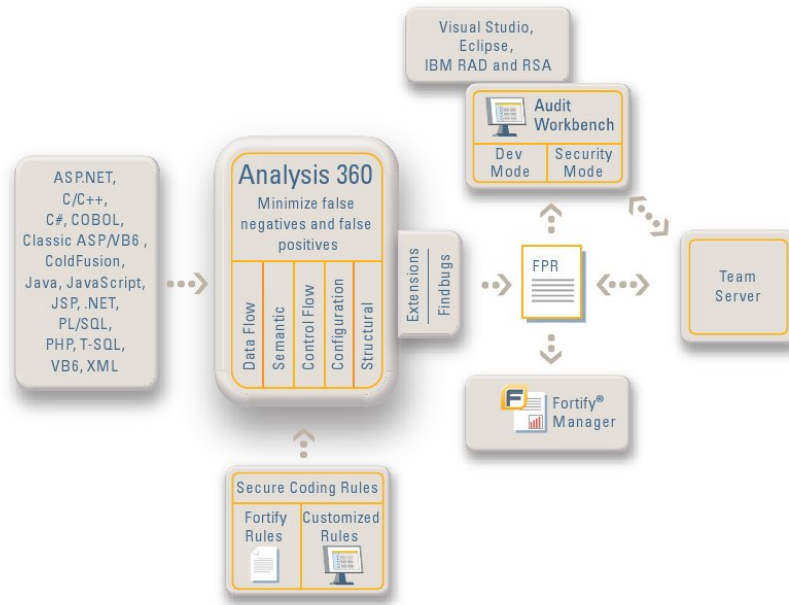 Visual Studio,
Eclipse,
IBM RAD and RSA
Audit
Workbench
Dev
Mode
Security
Mode
ASP.NET,
C/C++,
C#, COBOL,
Classic ASP/VB6 ,
ColdFusion,
Java, JavaScript,
JSP, .NET,
PL/SQL,
PHP, T-SQL,
VB6, XML
Analysis 360
Minimize false
negatives and false
positives
Data Flow
Semantic
Control Flow
Configuration
Structural
Extensions
Findbugs
FPR
Team
Server
F
Fortify®
Manager
Secure Coding Rules
Fortify
Rules
Customized
Rules